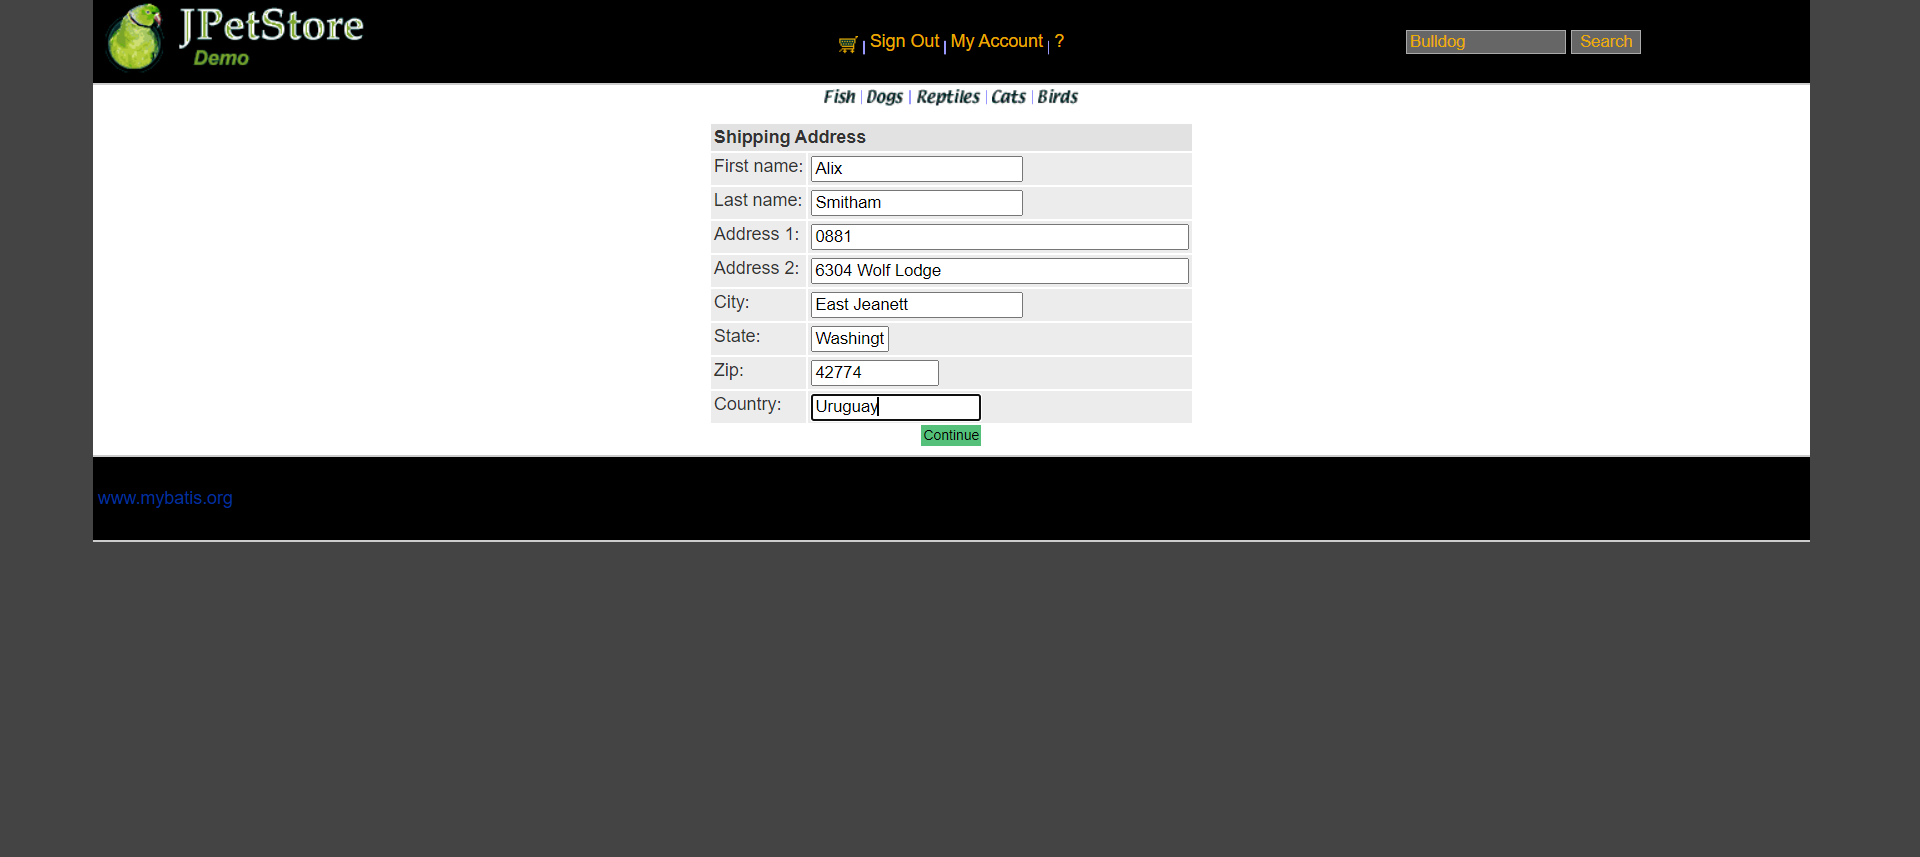 JPetStore
Demo
Sign Out My Account ?
Bulldog Search
Fish Dogs Reptiles Cats Birds
Shipping Address
First name: Alix
Last name: Smitham
Address 1: 0881
Address 2: 6304 Wolf Lodge
City: East Jeanett
State: Washingt
Zip: 42774
Country: Uruguay
Continue
www.mybatis.org